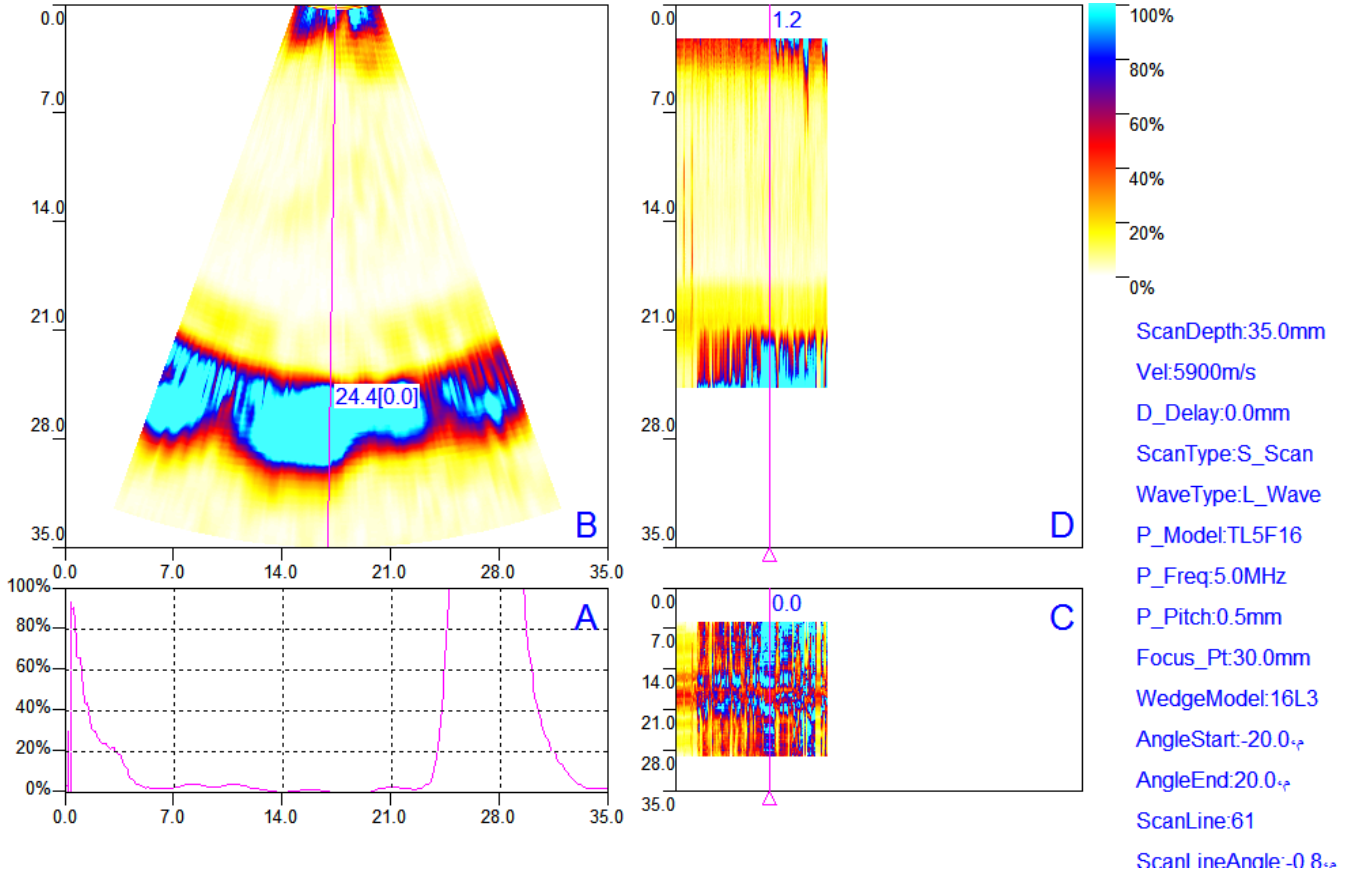 0.0
7.0
14.0
21.0
28.0
35.0
24.4[0.0]
B
0.0 7.0 14.0 21.0 28.0 35.0
0.0
7.0
14.0
21.0
28.0
35.0
1.2
D
100%
80%
60%
40%
20%
0%
100%
80%
60%
40%
20%
0%
A
0.0 7.0 14.0 21.0 28.0 35.0
0.0
7.0
14.0
21.0
28.0
35.0
0.0
C
ScanDepth:35.0mm
Vel:5900m/s
D_Delay:0.0mm
ScanType:S_Scan
WaveType:L_Wave
P_Model:TL5F16
P_Freq:5.0MHz
P_Pitch:0.5mm
Focus_Pt:30.0mm
WedgeModel:16L3
AngleStart:-20.0
AngleEnd:20.0
ScanLine:61
ScanLineAngle:-0.8